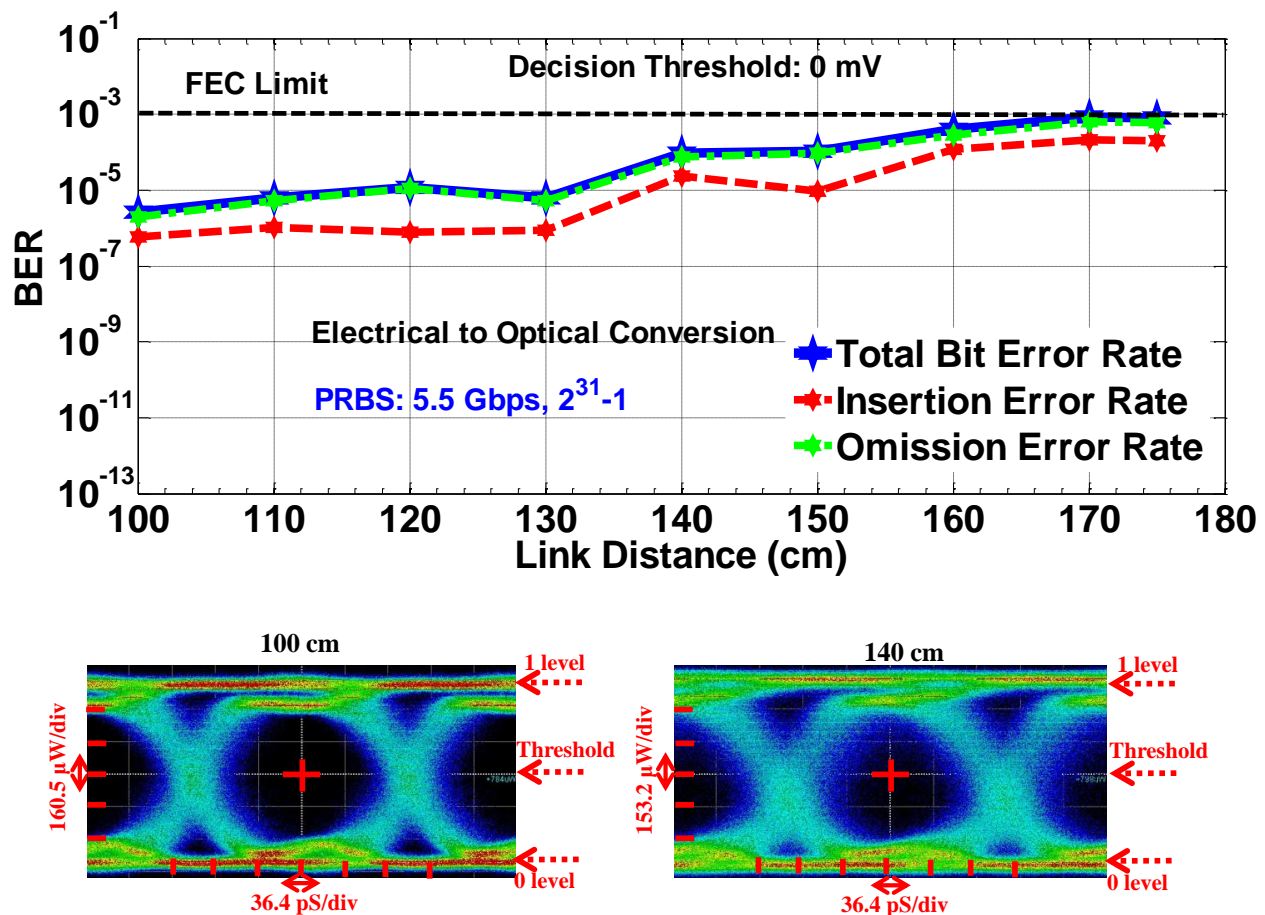 10^-1
10^-3
10^-5
10^-7
10^-9
10^-11
10^-13
BER
FEC Limit
Decision Threshold: 0 mV
Electrical to Optical Conversion
PRBS: 5.5 Gbps, 2^31-1
Total Bit Error Rate
Insertion Error Rate
Omission Error Rate
100 110 120 130 140 150 160 170 180
Link Distance (cm)
100 cm
160.5 µW/div
1 level
Threshold
0 level
36.4 pS/div
140 cm
153.2 µW/div
1 level
Threshold
0 level
36.4 pS/div